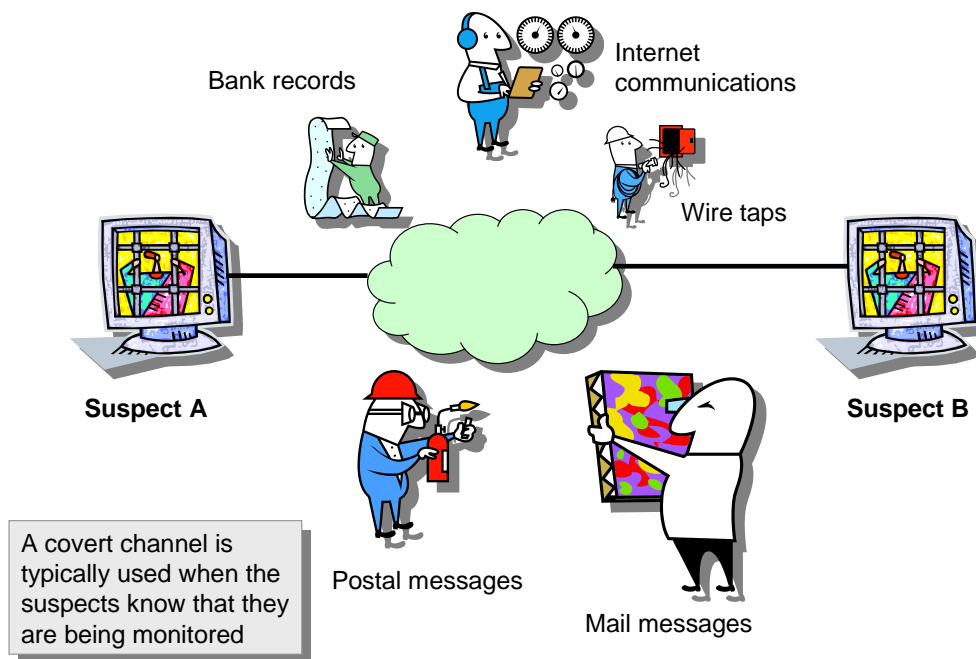 Internet
communications
Bank records
Wire taps
Suspect A
Suspect B
Postal messages
Mail messages
A covert channel is
typically used when the
suspects know that they
are being monitored